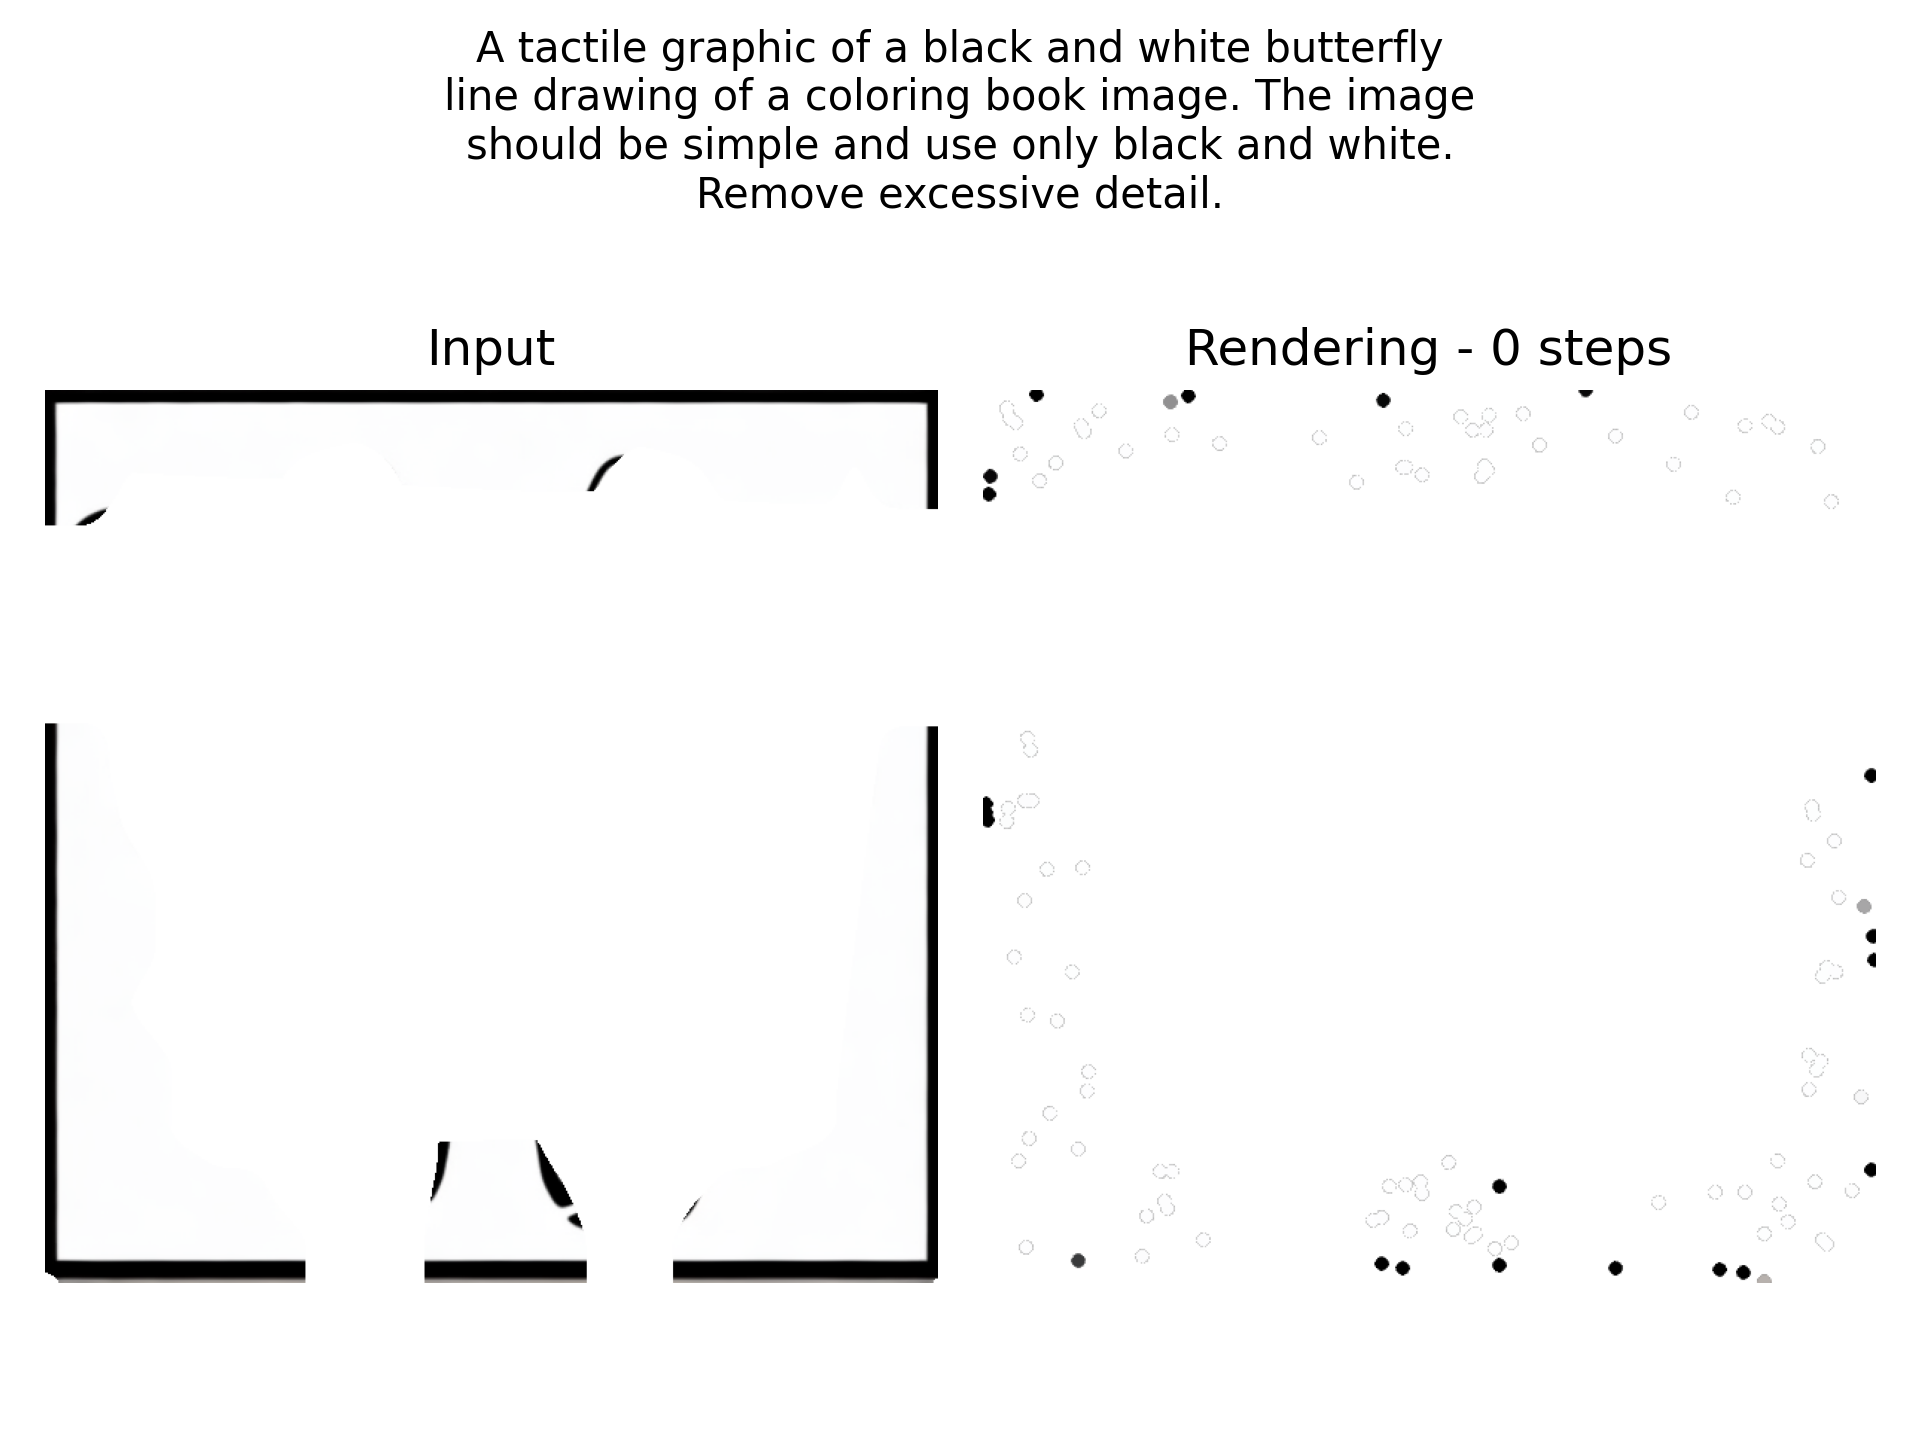 A tactile graphic of a black and white butterfly
line drawing of a coloring book image. The image
should be simple and use only black and white.
Remove excessive detail.
Input
Rendering - 0 steps